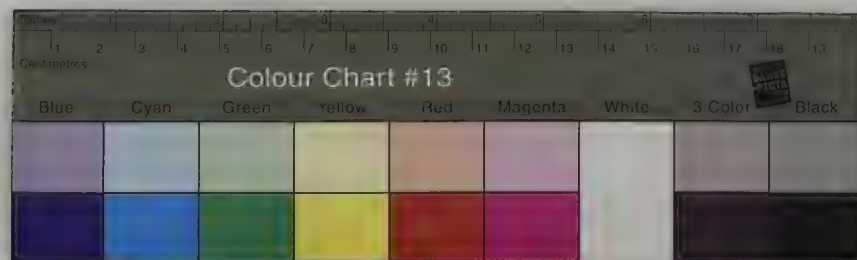 Inches 1 2 3 4 5 6
1 2 3 4 5 6 7 8 9 10 11 12 13 14 15 16 17 18 19
Centimetres
Colour Chart #13
Blue Cyan Green Yellow Red Magenta White 3 Color Black